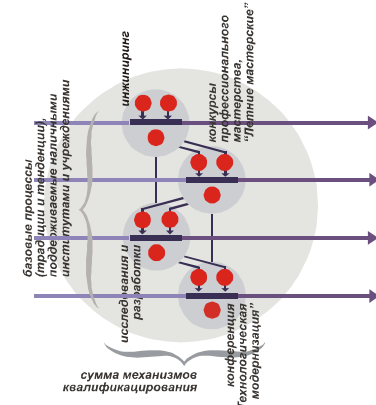 инжиниринг
конкурсы
профессионального
мастерства,
“Летние мастерские”
базовые процессы
(традиции и тенденции),
поддерживаемые наличными
институтами и учреждениями
исследования и
разработки
конференция
“Технологическая
модернизация”
сумма механизмов
квалифицирования